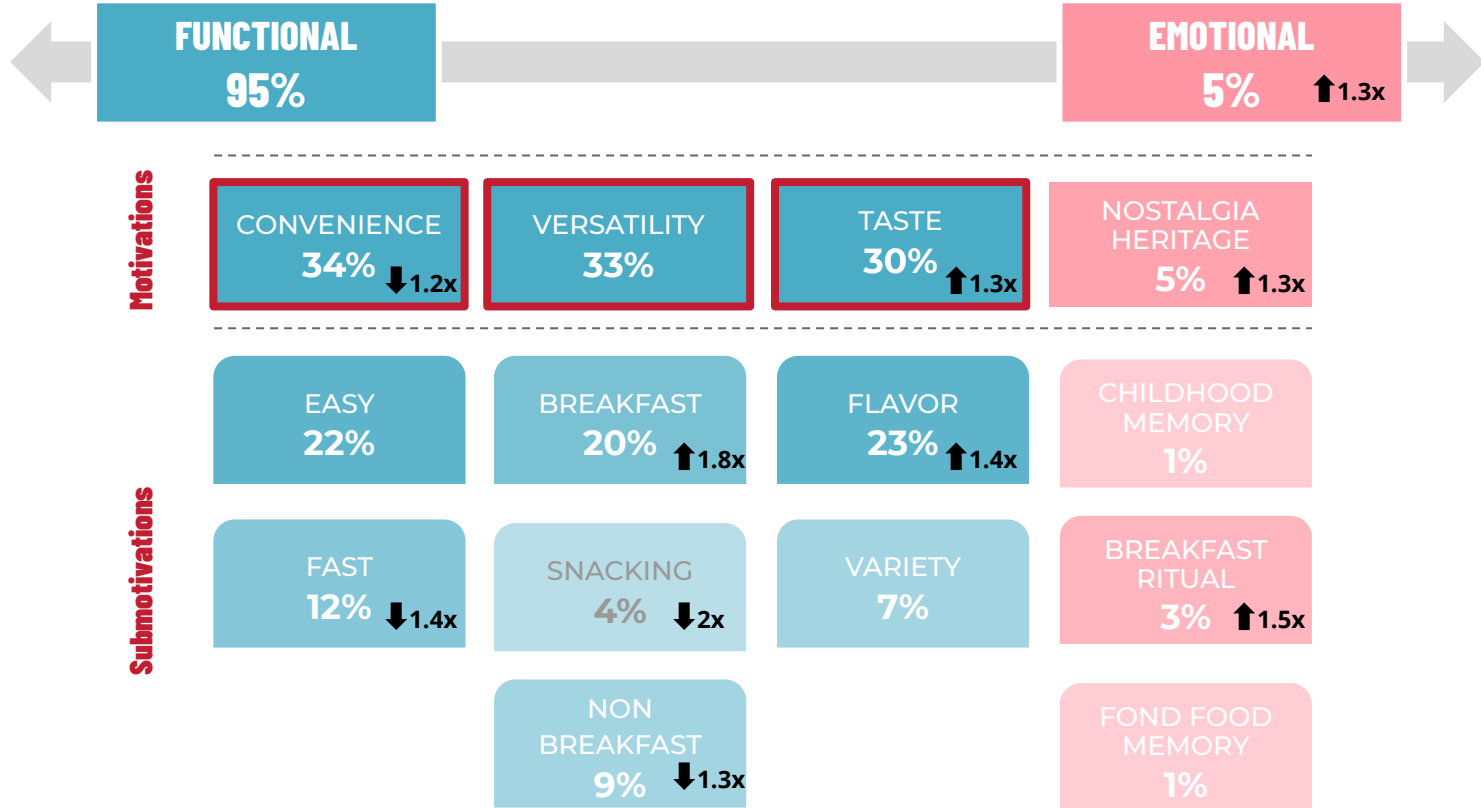 FUNCTIONAL
95%
EMOTIONAL
5%
⬆1.3x
Motivations
CONVENIENCE
34%
⬇1.2x
VERSATILITY
33%
TASTE
30%
⬆1.3x
NOSTALGIA
HERITAGE
5%
⬆1.3x
Submotivations
EASY
22%
BREAKFAST
20%
⬆1.8x
FLAVOR
23%
⬆1.4x
CHILDHOOD
MEMORY
1%
FAST
12%
⬇1.4x
SNACKING
4%
⬇2x
VARIETY
7%
BREAKFAST
RITUAL
3%
⬆1.5x
NON
BREAKFAST
9%
⬇1.3x
FOND FOOD
MEMORY
1%